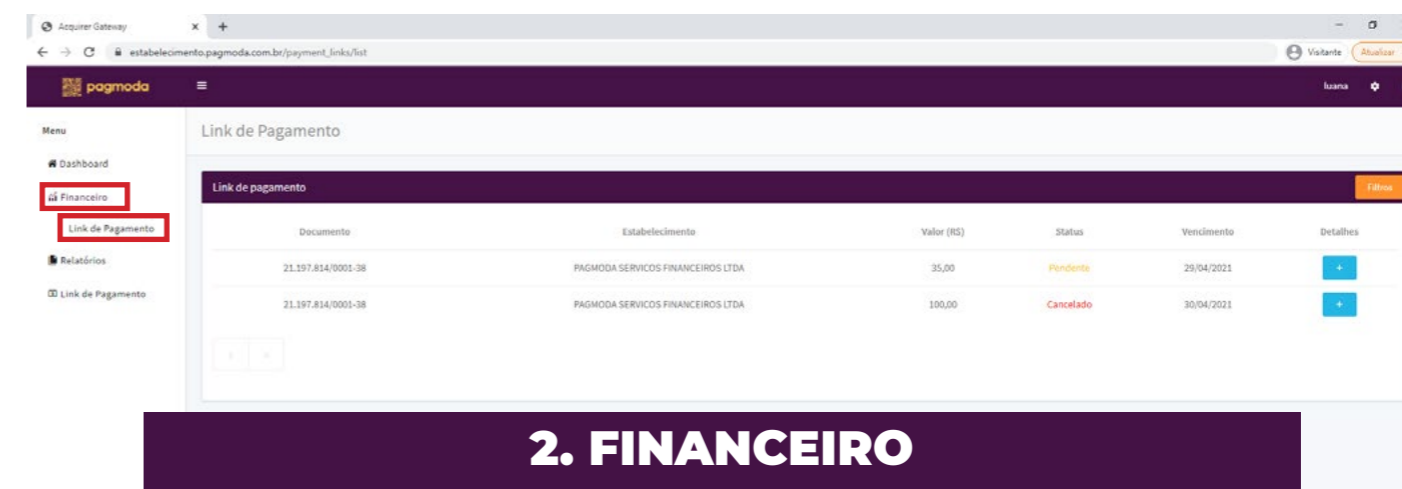 Acquirer Gateway
estabelecimento.pagmoda.com.br/payment_links/list
Visitante
Atualizar
pagmoda
luana
Menu
Link de Pagamento
Dashboard
Financeiro
Link de pagamento
Filtros
Link de Pagamento
Documento Estabelecimento Valor (R$) Status Vencimento Detalhes
Relatórios
21.197.814/0001-38 PAGMODA SERVICOS FINANCEIROS LTDA 35,00 Pendente 29/04/2021 +
Link de Pagamento
21.197.814/0001-38 PAGMODA SERVICOS FINANCEIROS LTDA 100,00 Cancelado 30/04/2021 +
2. FINANCEIRO